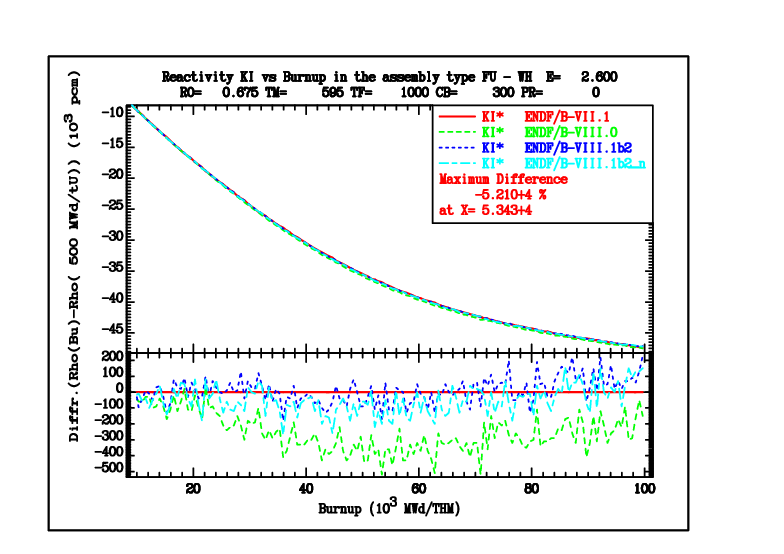 Reactivity KI vs Burnup in the assembly type FU - WH E= 2.600
RO= 0.675 TM= 595 TF= 1000 CB= 300 PR= 0
Diffr.(Rho(Bu)-Rho( 500 MWd/tU)) (10³ pcm)
-10
-15
-20
-25
-30
-35
-40
-45
KI* ENDF/B-VII.1
KI* ENDF/B-VIII.0
KI* ENDF/B-VIII.1b2
KI* ENDF/B-VIII.1b2_n
Maximum Difference
-5.210+4 %
at X= 5.343+4
200
100
0
-100
-200
-300
-400
-500
20 40 60 80 100
Burnup (10³ MWd/THM)